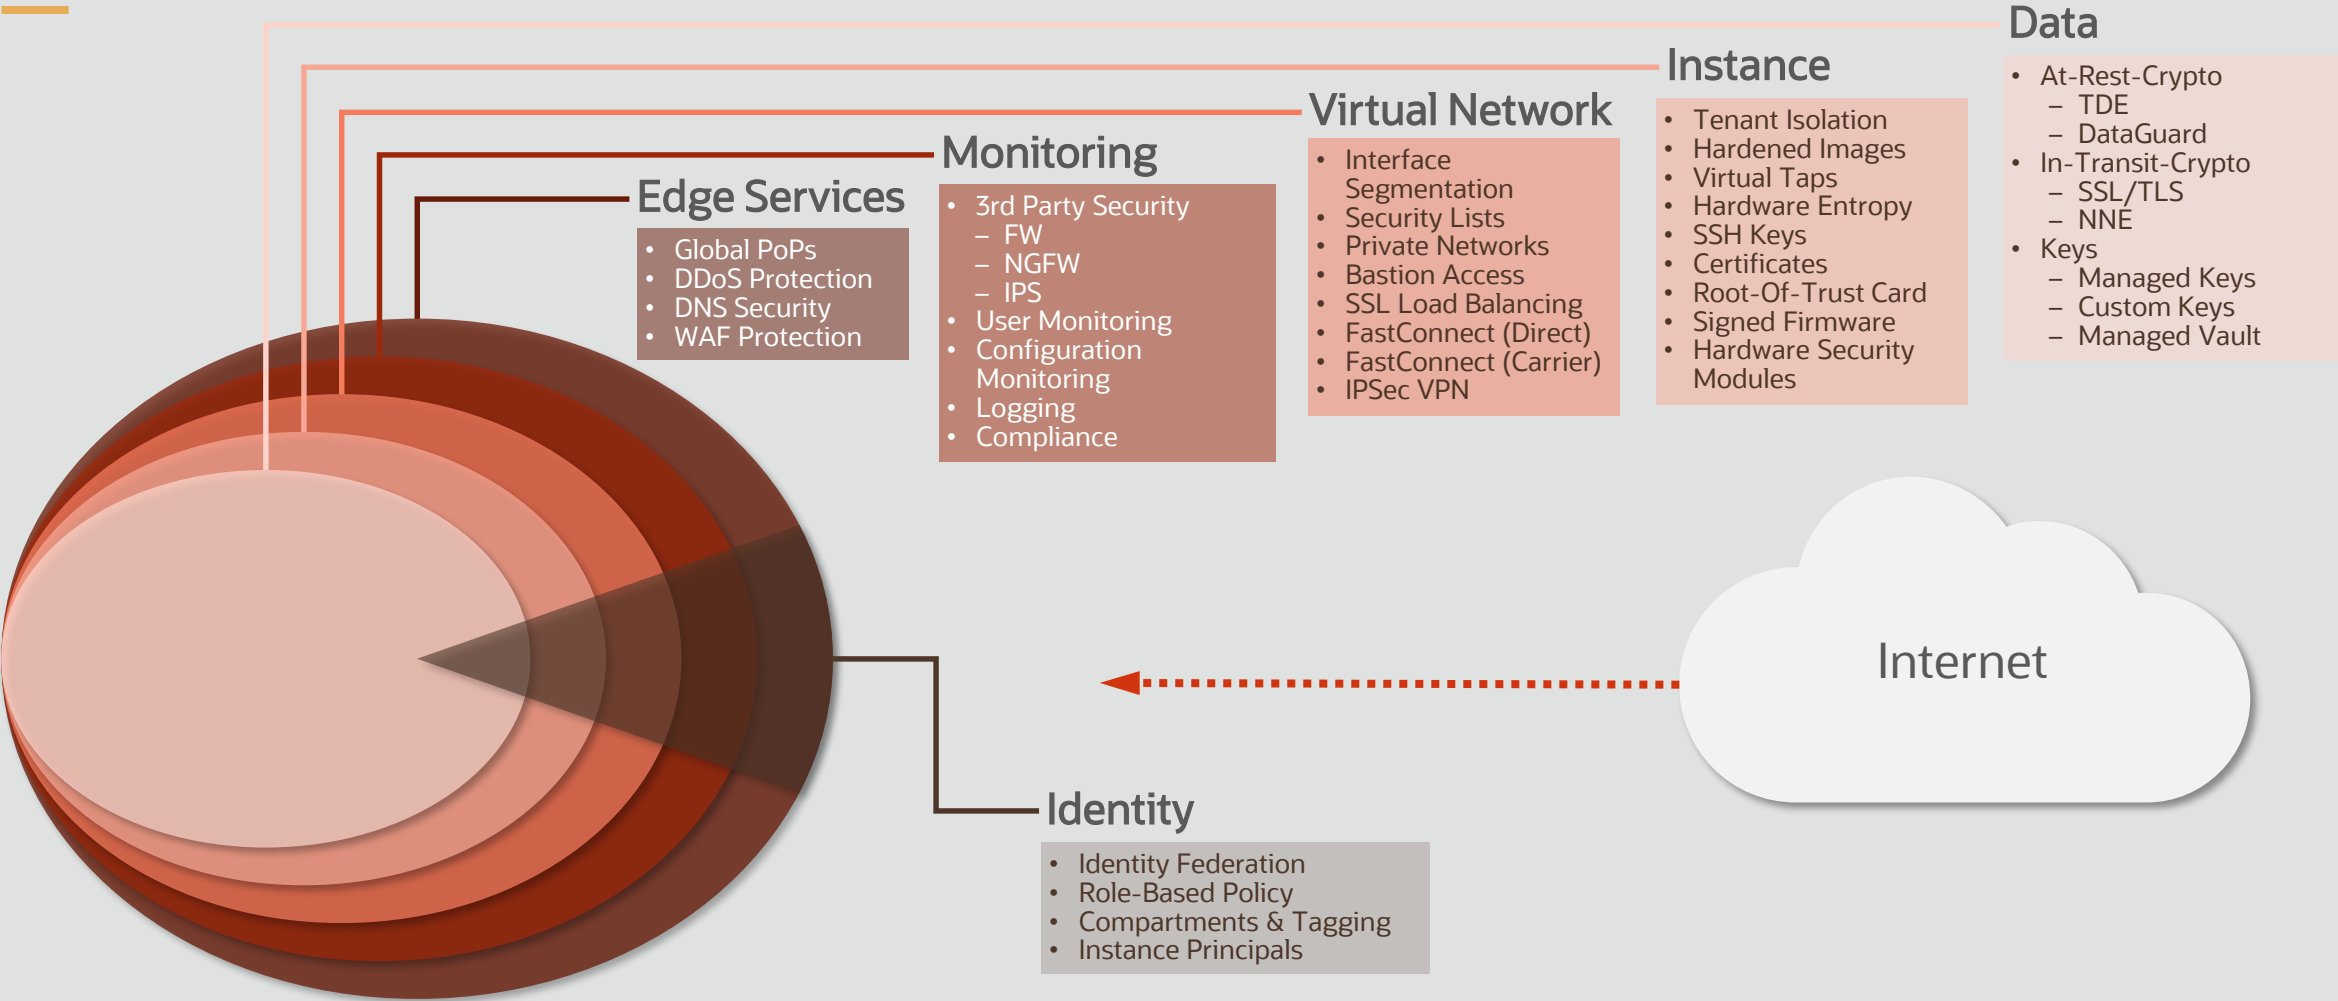 Data
• At-Rest-Crypto
– TDE
– DataGuard
• In-Transit-Crypto
– SSL/TLS
– NNE
• Keys
– Managed Keys
– Custom Keys
– Managed Vault
Instance
• Tenant Isolation
• Hardened Images
• Virtual Taps
• Hardware Entropy
• SSH Keys
• Certificates
• Root-Of-Trust Card
• Signed Firmware
• Hardware Security
Modules
Virtual Network
• Interface
Segmentation
• Security Lists
• Private Networks
• Bastion Access
• SSL Load Balancing
• FastConnect (Direct)
• FastConnect (Carrier)
• IPSec VPN
Monitoring
• 3rd Party Security
– FW
– NGFW
– IPS
• User Monitoring
• Configuration
Monitoring
• Logging
• Compliance
Edge Services
• Global PoPs
• DDoS Protection
• DNS Security
• WAF Protection
Internet
Identity
• Identity Federation
• Role-Based Policy
• Compartments & Tagging
• Instance Principals